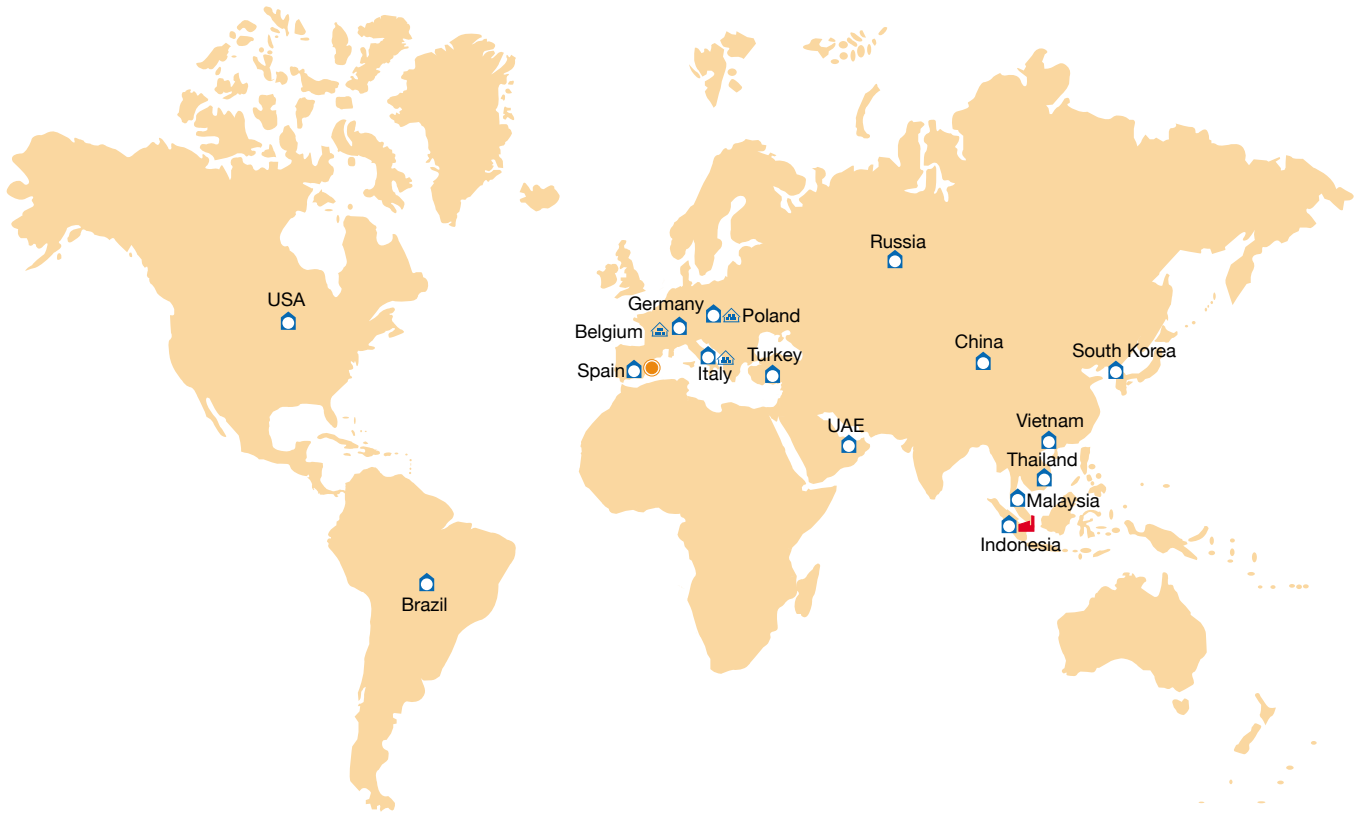 Russia
USA
Germany
Poland
Belgium
China
South Korea
Turkey
Spain
Italy
Vietnam
UAE
Thailand
Malaysia
Indonesia
Brazil